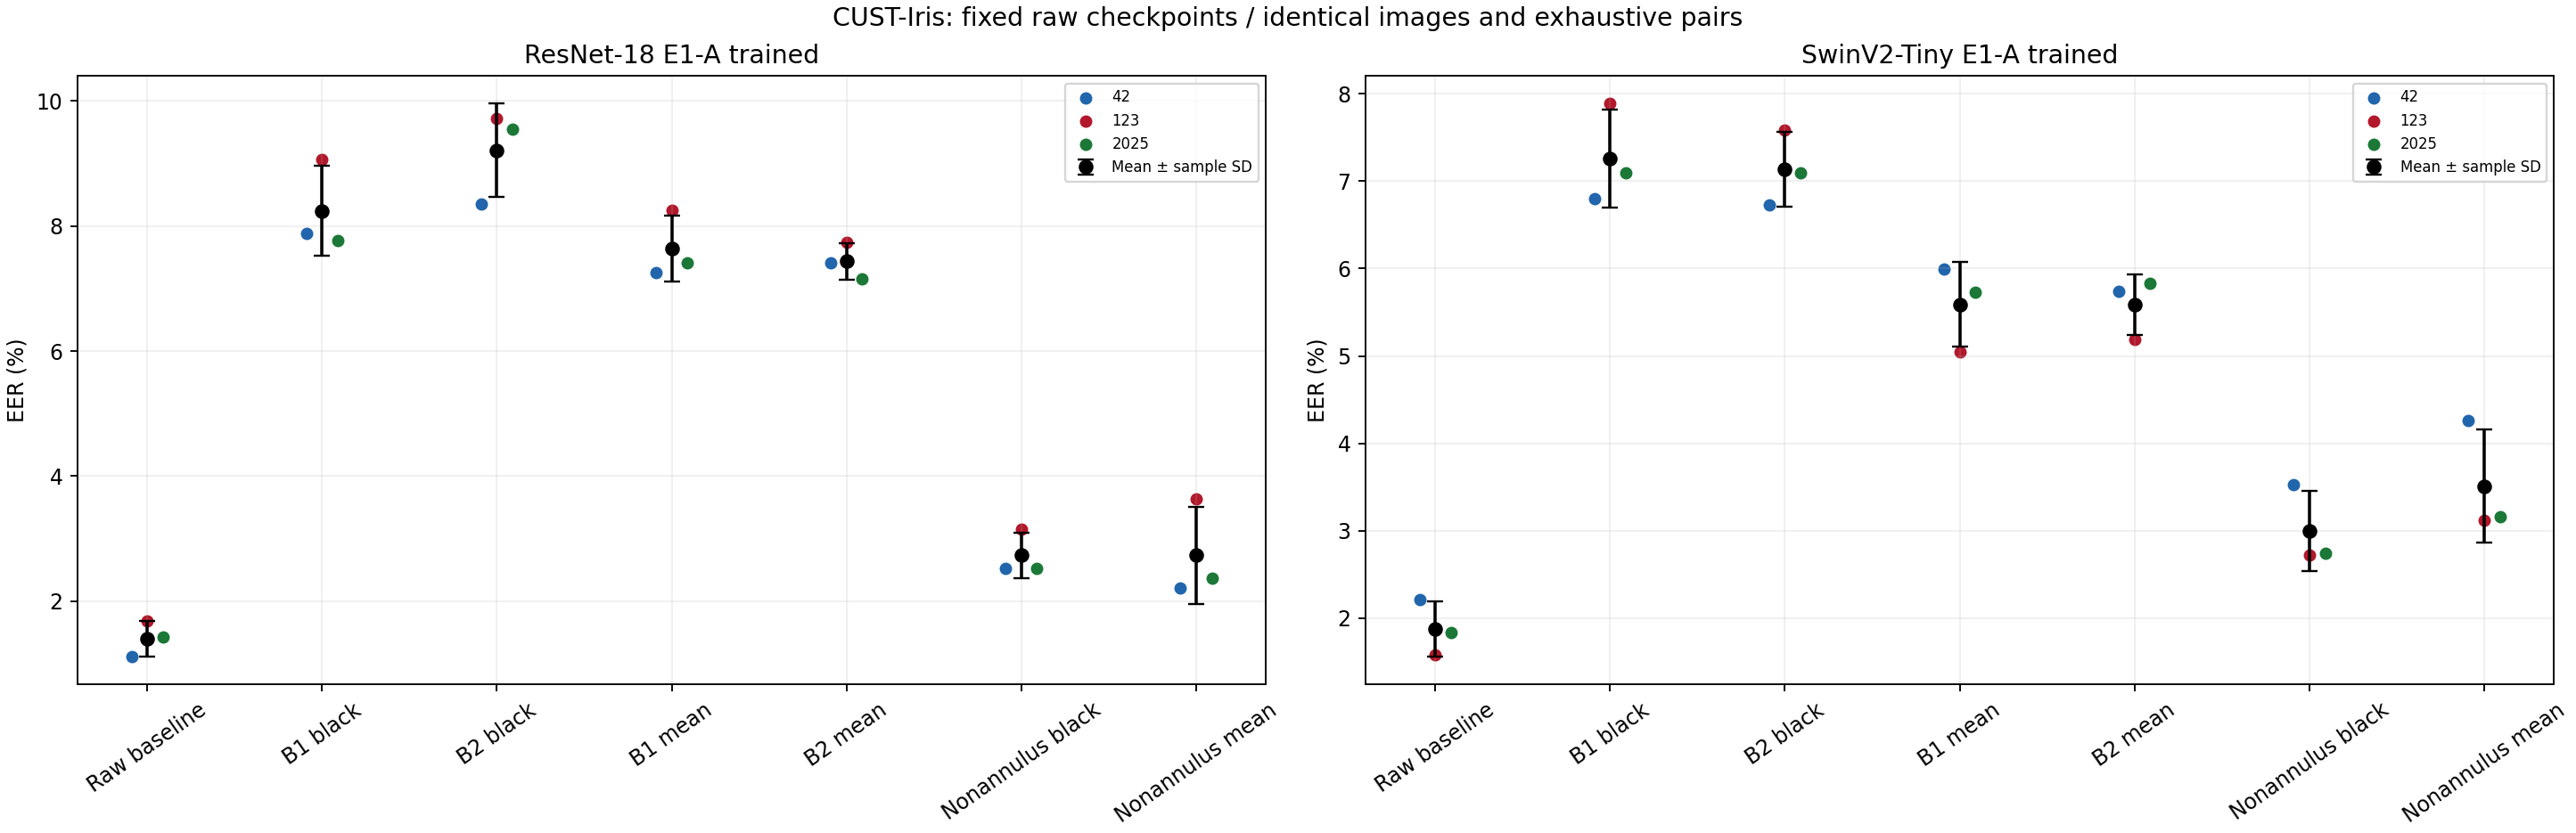 CUST-Iris: fixed raw checkpoints / identical images and exhaustive pairs
ResNet-18 E1-A trained
EER (%)
10
8
6
4
2
42
123
2025
Mean ± sample SD
Raw baseline
B1 black
B2 black
B1 mean
B2 mean
Nonannulus black
Nonannulus mean
SwinV2-Tiny E1-A trained
EER (%)
8
7
6
5
4
3
2
42
123
2025
Mean ± sample SD
Raw baseline
B1 black
B2 black
B1 mean
B2 mean
Nonannulus black
Nonannulus mean